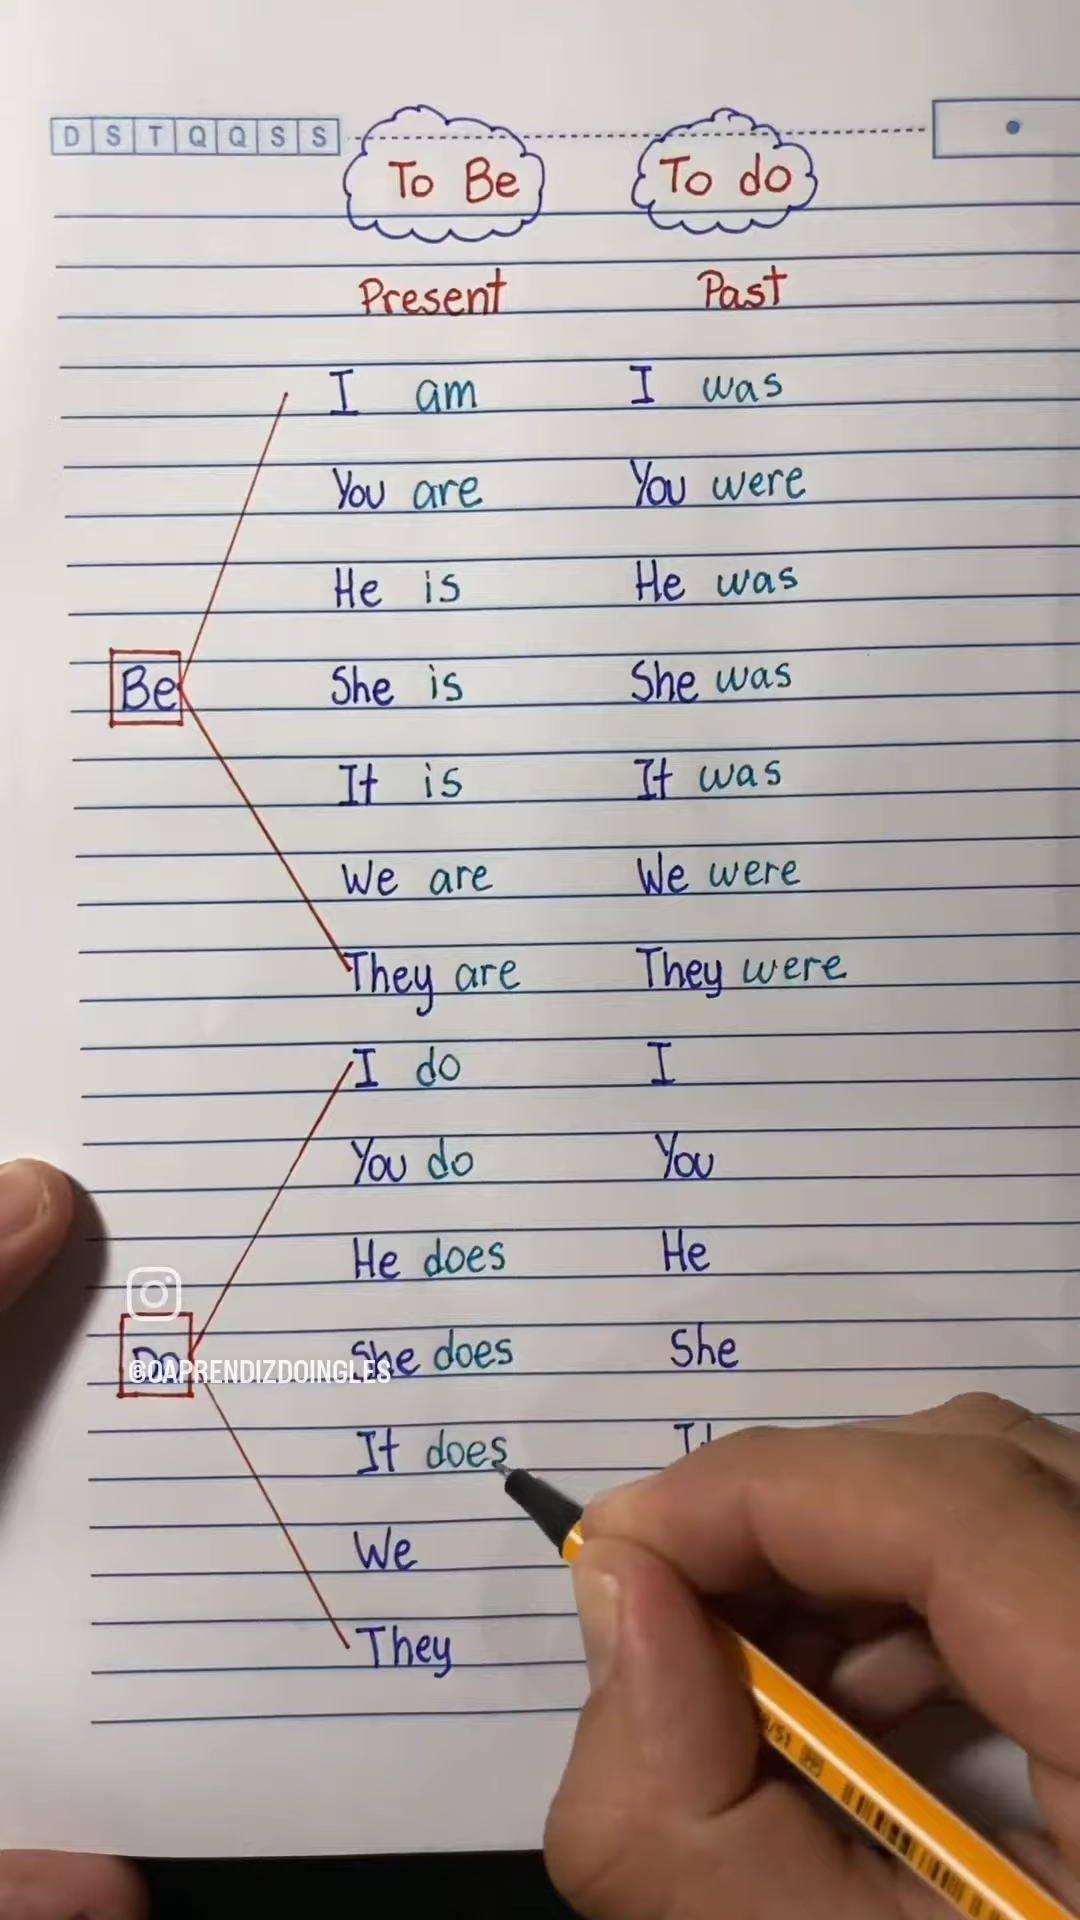 D S T Q Q S S
To Be To do
Present Past
I am I was
You are You were
He is He was
She is She was
Be
It is It was
We are We were
They are They were
I do I
You do You
He does He
She does She
Do
@OAPRENDIZDOINGLES
It does It
We
They